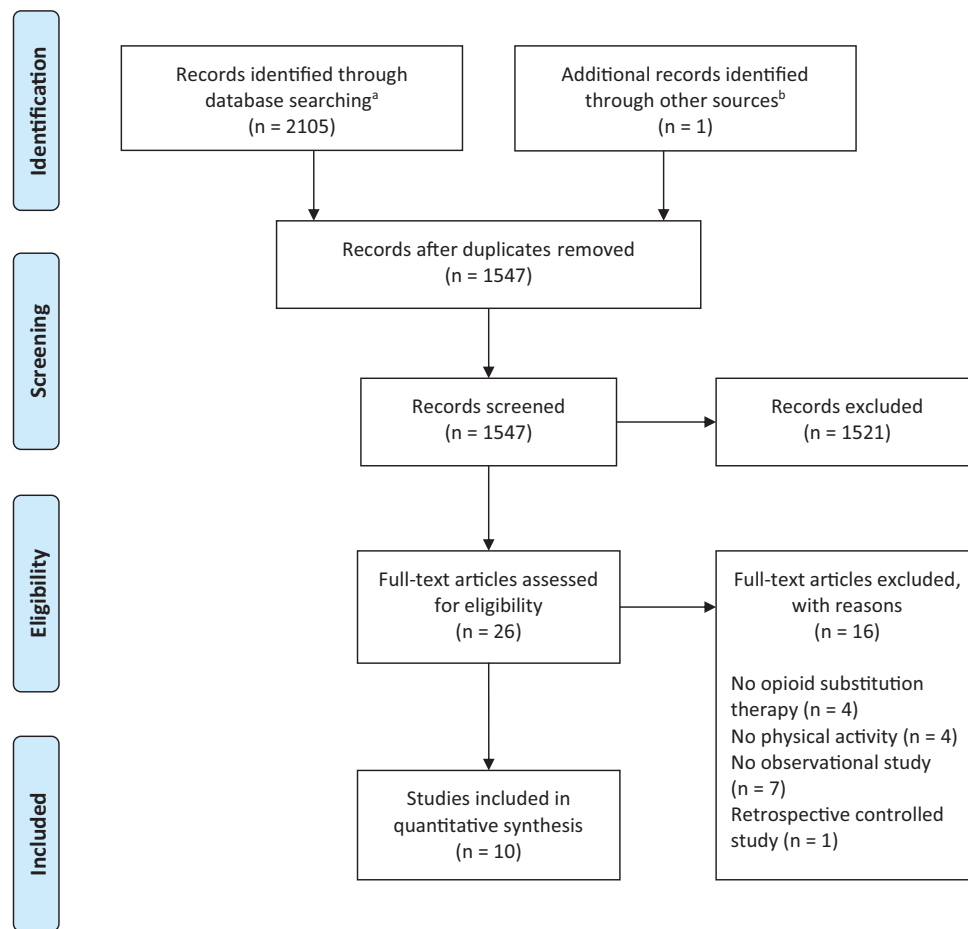 Identification
Records identified through
database searchingᵃ
(n = 2105)
Additional records identified
through other sourcesᵇ
(n = 1)
Records after duplicates removed
(n = 1547)
Screening
Records screened
(n = 1547)
Records excluded
(n = 1521)
Eligibility
Full-text articles assessed
for eligibility
(n = 26)
Full-text articles excluded,
with reasons
(n = 16)
No opioid substitution
therapy (n = 4)
No physical activity (n = 4)
No observational study
(n = 7)
Retrospective controlled
study (n = 1)
Included
Studies included in
quantitative synthesis
(n = 10)